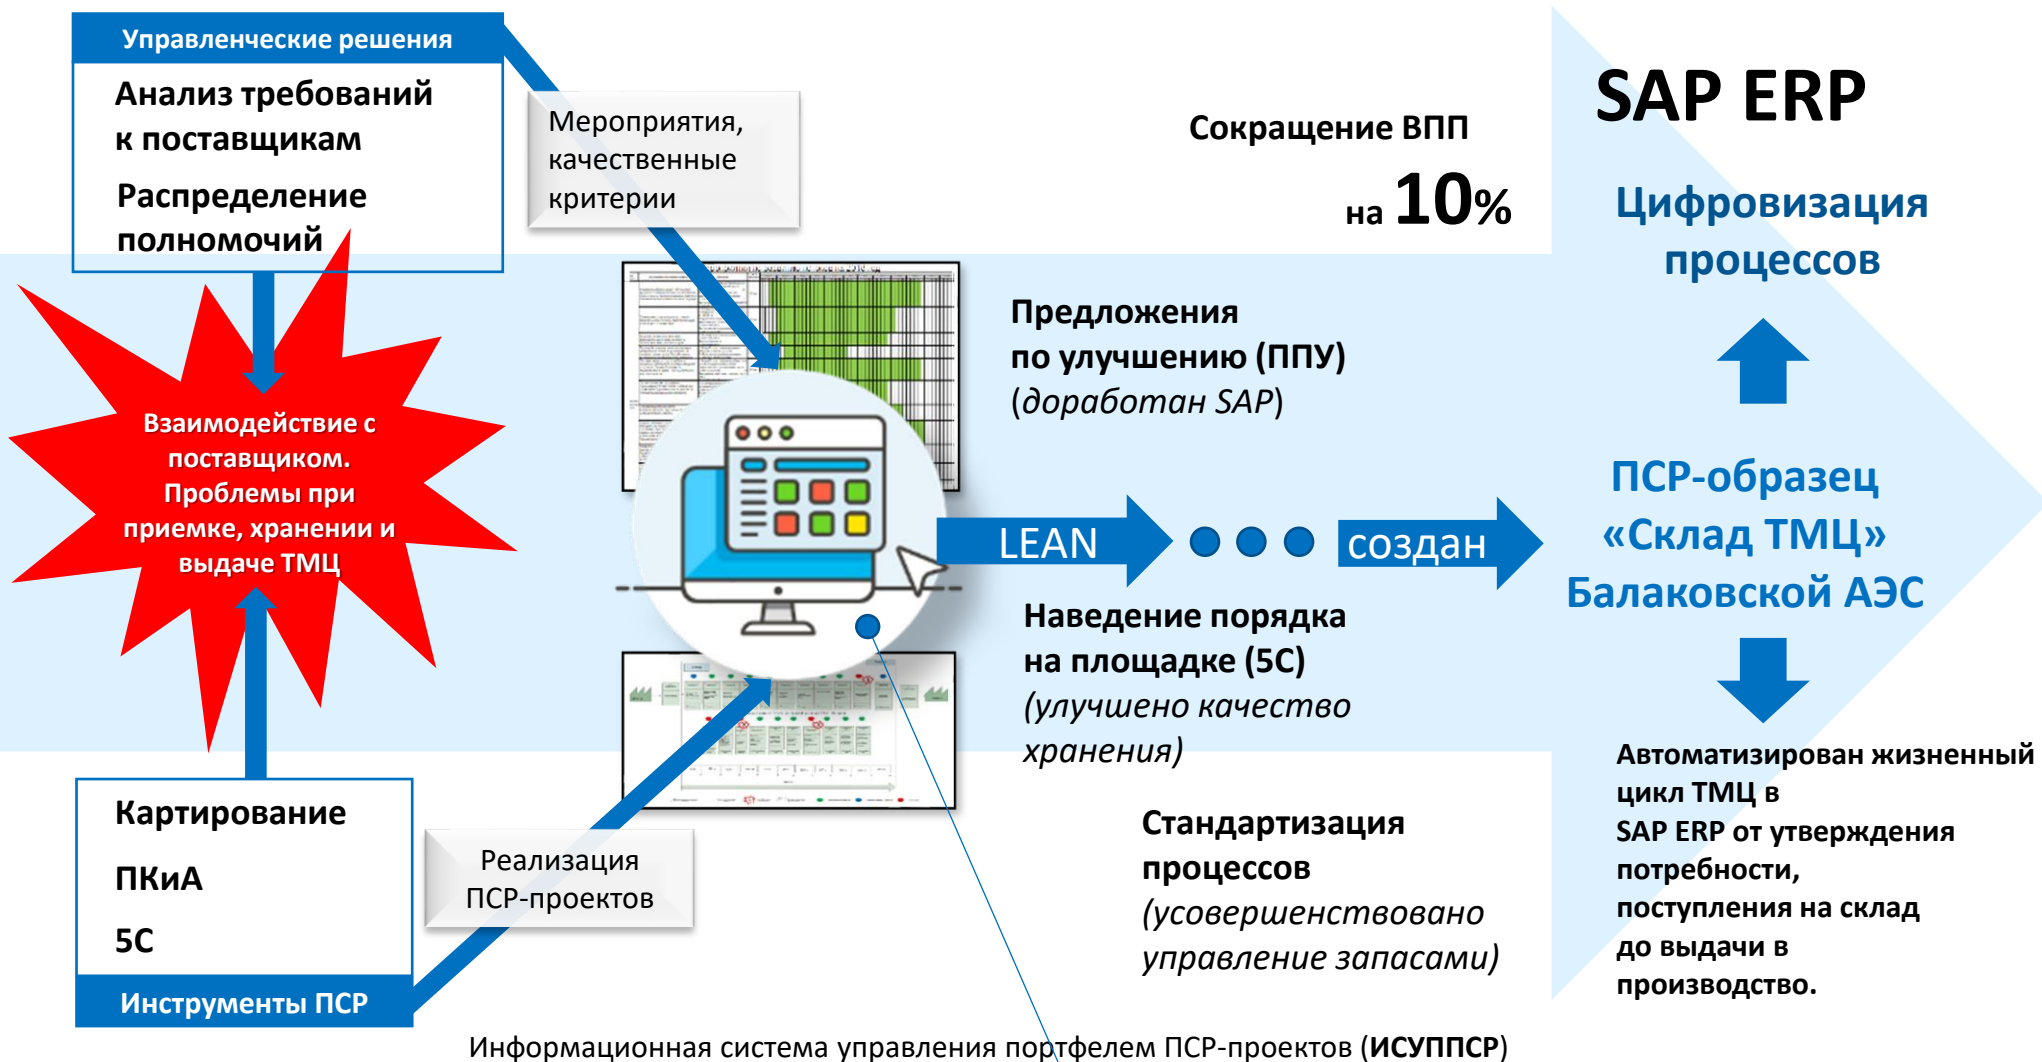 Управленческие решения
Анализ требований
к поставщикам
Распределение
полномочий
Мероприятия,
качественные
критерии
Взаимодействие с
поставщиком.
Проблемы при
приемке, хранении и
выдаче ТМЦ
Картирование
ПКиА
5С
Инструменты ПСР
Реализация
ПСР-проектов
Сокращение ВПП
на 10%
Предложения
по улучшению (ППУ)
(доработан SAP)
LEAN
создан
Наведение порядка
на площадке (5С)
(улучшено качество
хранения)
Стандартизация
процессов
(усовершенствовано
управление запасами)
SAP ERP
Цифровизация
процессов
ПСР-образец
«Склад ТМЦ»
Балаковской АЭС
Автоматизирован жизненный
цикл ТМЦ в
SAP ERP от утверждения
потребности,
поступления на склад
до выдачи в
производство.
Информационная система управления портфелем ПСР-проектов (ИСУППСР)